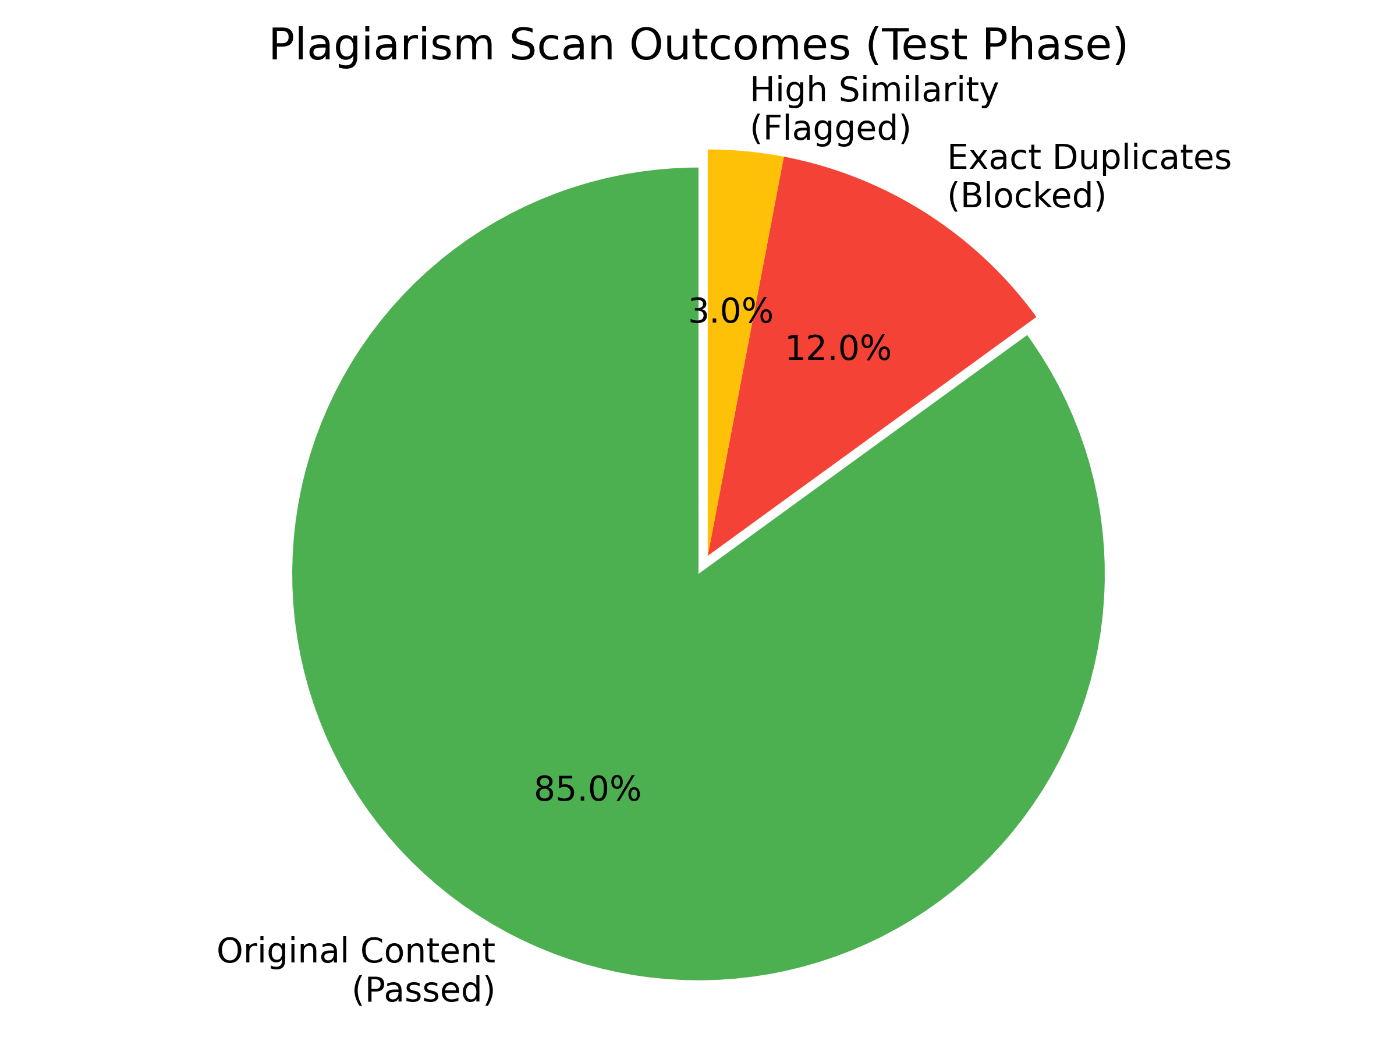 Plagiarism Scan Outcomes (Test Phase)
High Similarity
(Flagged)
Exact Duplicates
(Blocked)
3.0%
12.0%
85.0%
Original Content
(Passed)